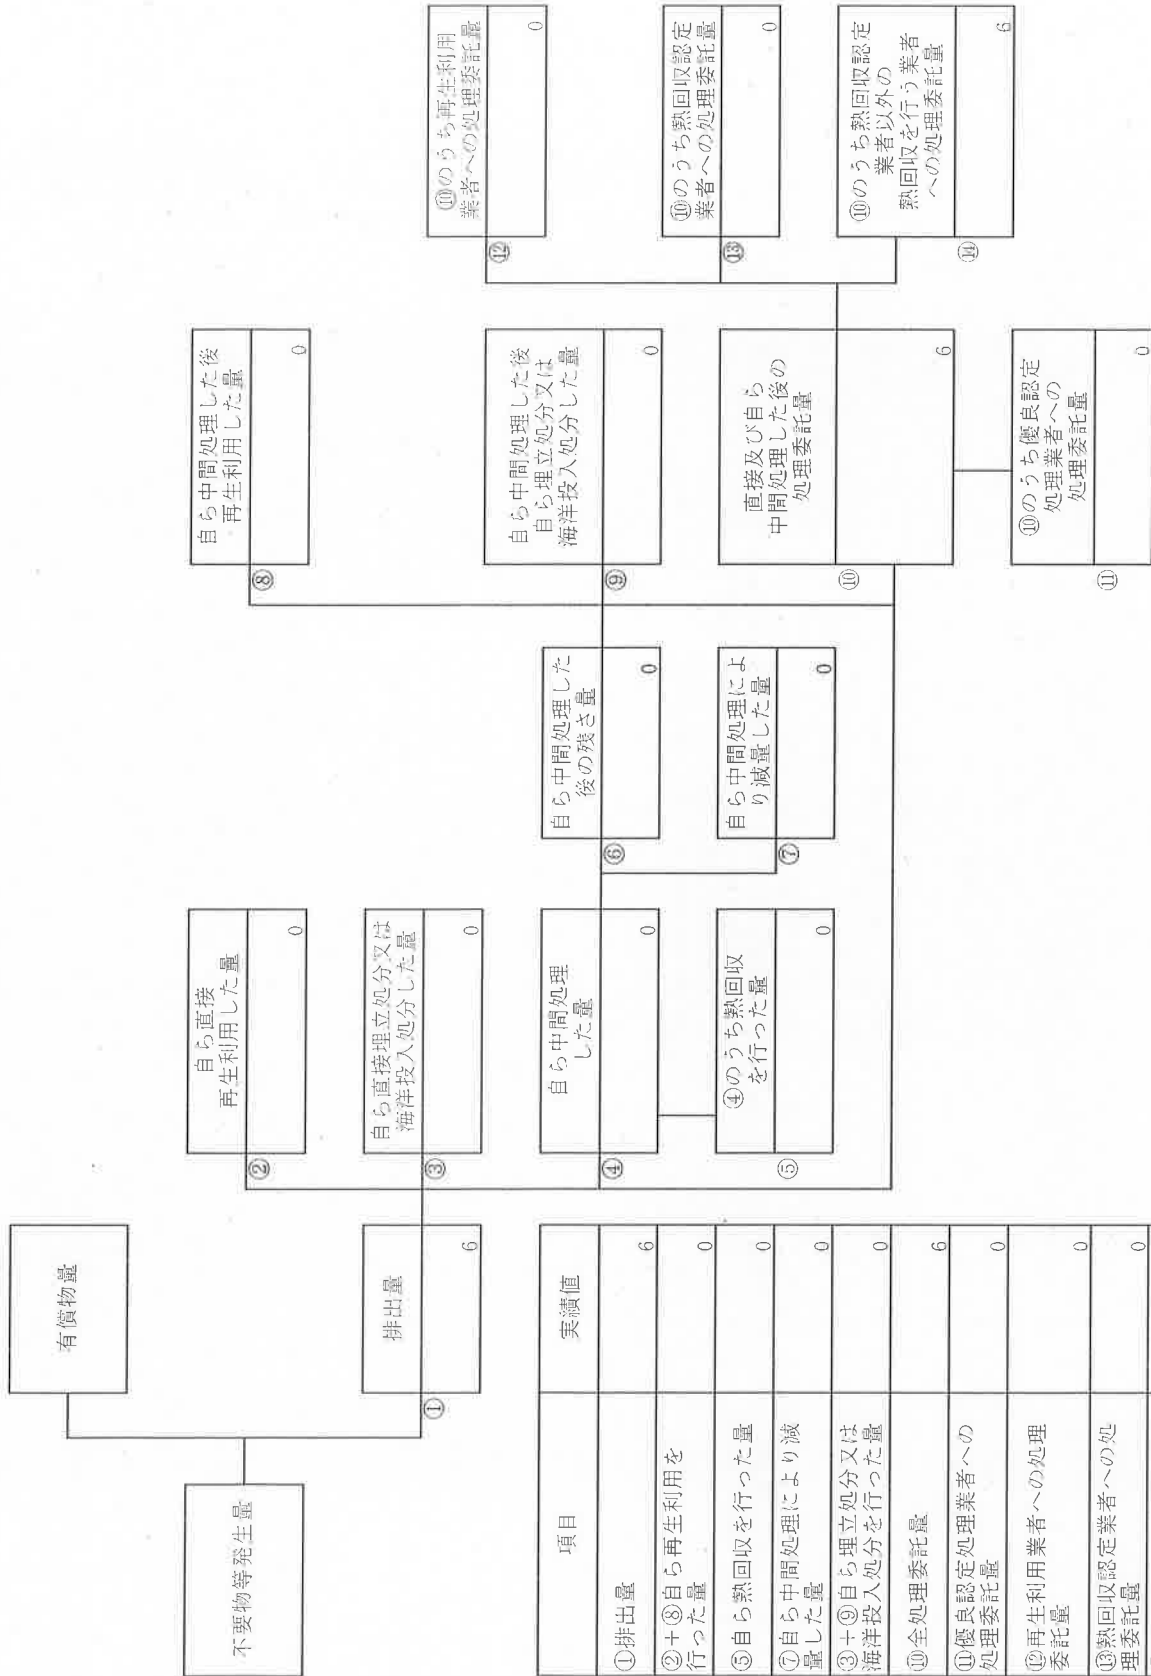 不要物等発生量
有償物量
排出量
①
6
②
自ら直接
再生利用した量
0
③
自ら直接埋立処分又は
海洋投入処分した量
0
④
自ら中間処理
した量
0
⑤
④のうち熱回収
を行った量
0
⑥
自ら中間処理した
後の残さ量
0
⑦
自ら中間処理によ
り減量した量
0
⑧
自ら中間処理した後
再生利用した量
0
⑨
自ら中間処理した後
自ら埋立処分又は
海洋投入処分した量
0
⑩
直接及び自ら
中間処理した後の
処理委託量
6
⑪
⑩のうち優良認定
処理業者への
処理委託量
0
⑫
⑩のうち再生利用
業者への処理委託量
0
⑬
⑩のうち熱回収認定
業者への処理委託量
0
⑭
⑩のうち熱回収認定
業者以外の
熱回収を行う業者
への処理委託量
6
項目 実績値
①排出量 6
②+⑧自ら再生利用を
行った量 0
⑤自ら熱回収を行った量 0
⑦自ら中間処理により減
量した量 0
③+⑨自ら埋立処分又は
海洋投入処分を行った量 0
⑩全処理委託量 6
⑪優良認定処理業者への
処理委託量 0
⑫再生利用業者への処理
委託量 0
⑬熱回収認定業者への処
理委託量 0